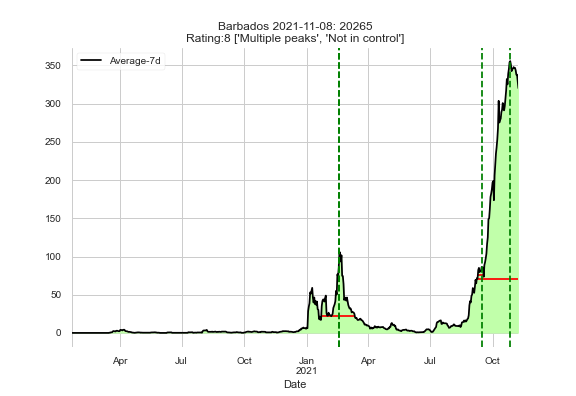 Barbados 2021-11-08: 20265
Rating:8 ['Multiple peaks', 'Not in control']
Average-7d
350
300
250
200
150
100
50
0
Apr Jul Oct Jan Apr Jul Oct
2021
Date